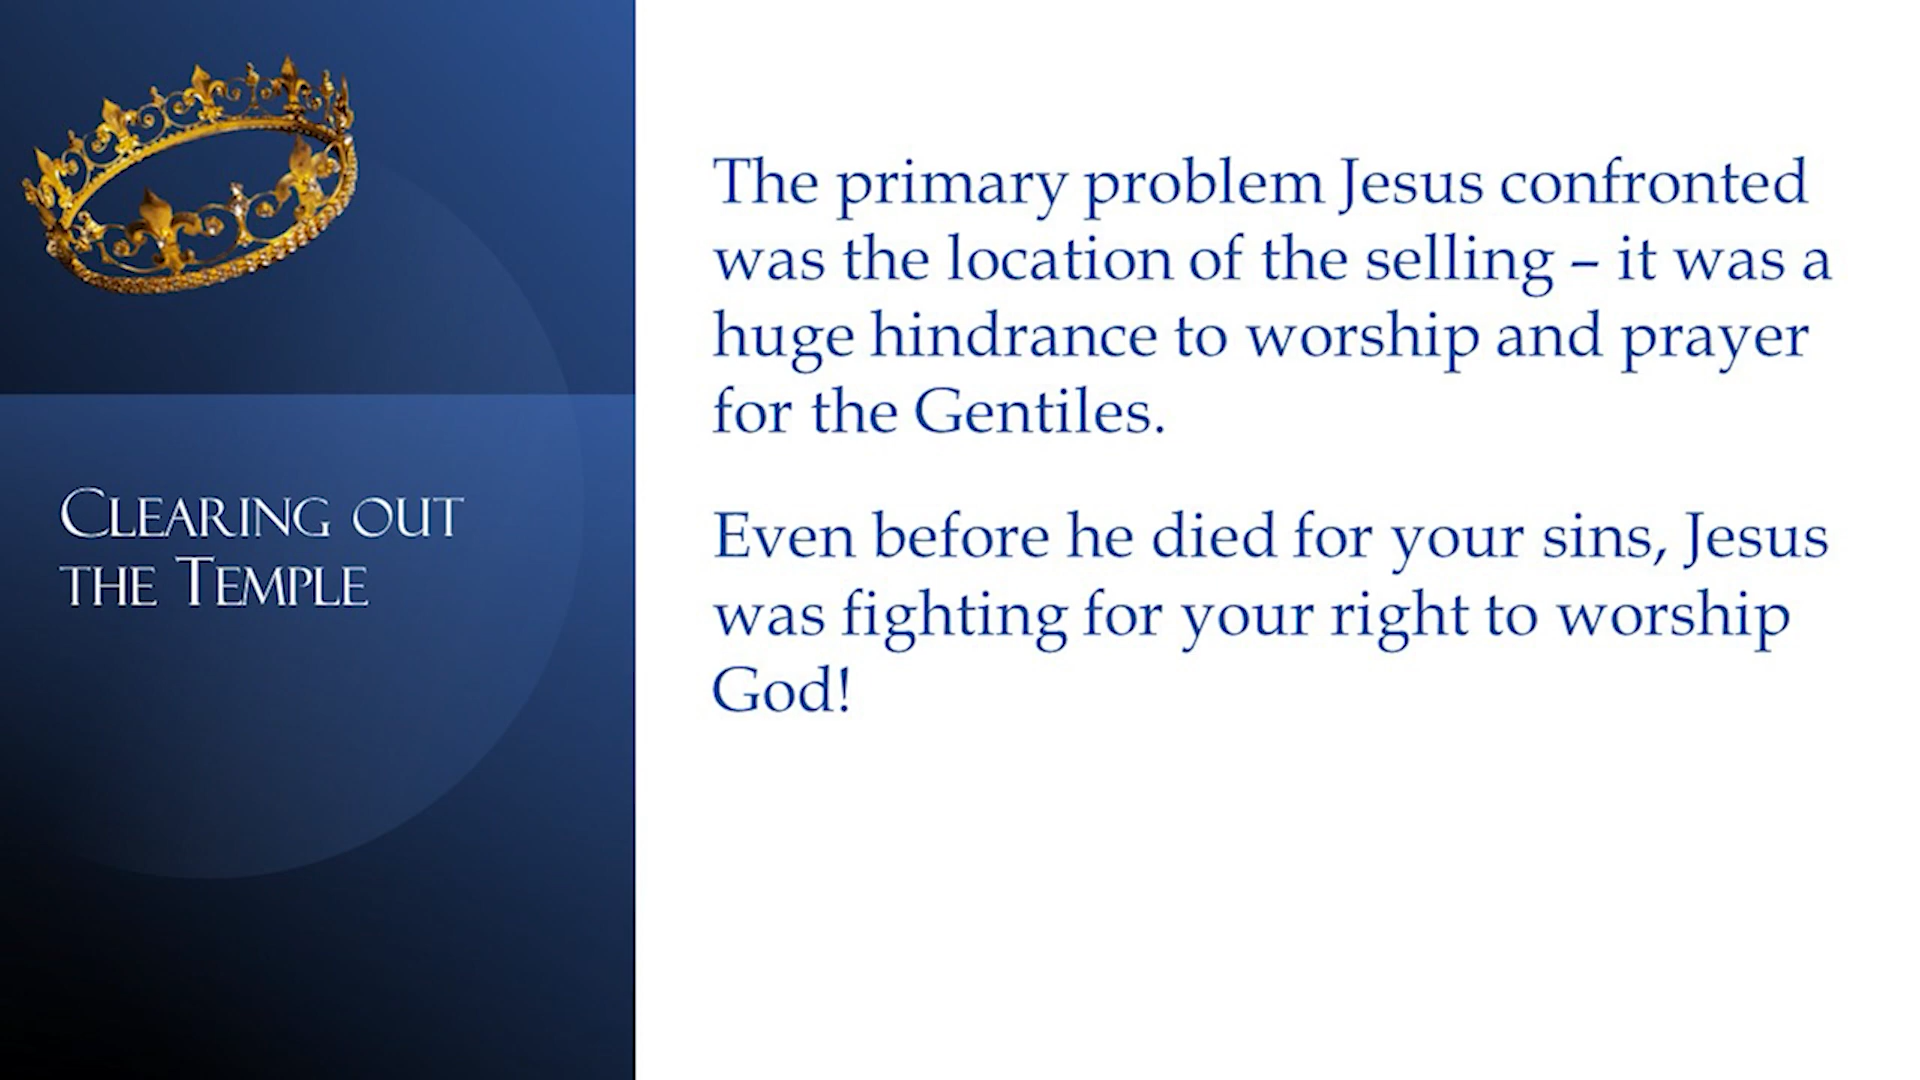 Clearing out
the Temple
The primary problem Jesus confronted
was the location of the selling – it was a
huge hindrance to worship and prayer
for the Gentiles.
Even before he died for your sins, Jesus
was fighting for your right to worship
God!